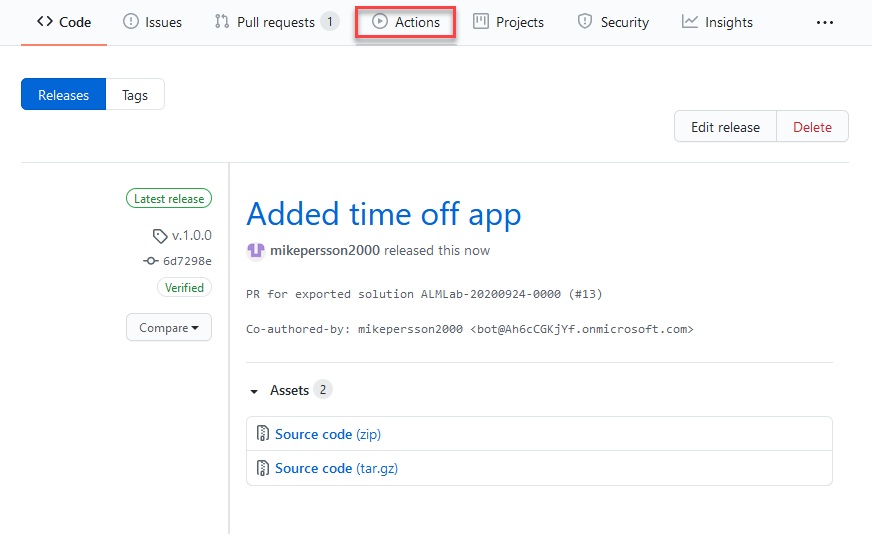 Code Issues Pull requests 1 Actions Projects Security Insights ...
Releases Tags
Edit release Delete
Latest release
v.1.0.0
6d7298e
Verified
Compare
Added time off app
mikepersson2000 released this now
PR for exported solution ALMLab-20200924-0000 (#13)
Co-authored-by: mikepersson2000 <bot@Ah6cCGKjYf.onmicrosoft.com>
Assets 2
Source code (zip)
Source code (tar.gz)